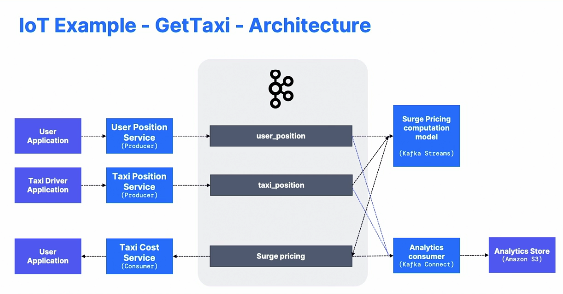 IoT Example - GetTaxi - Architecture
User
Application
User Position
Service
(Producer)
user_position
Surge Pricing
computation
model
(Kafka Streams)
Taxi Driver
Application
Taxi Position
Service
(Producer)
taxi_position
User
Application
Taxi Cost
Service
(Consumer)
Surge pricing
Analytics
consumer
(Kafka Connect)
Analytics Store
(Amazon S3)